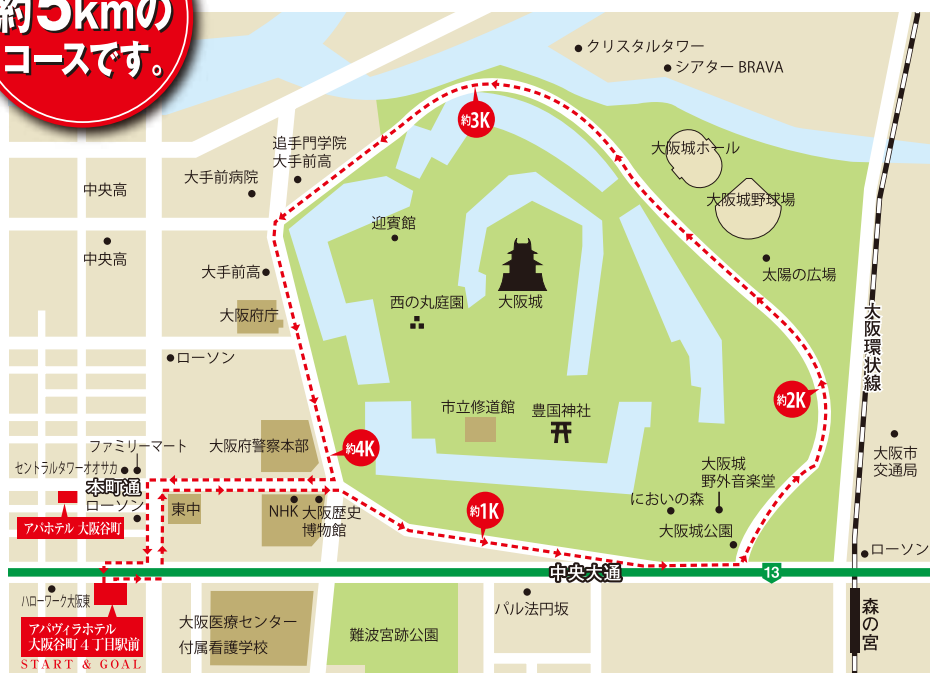 約5kmの
コースです。
クリスタルタワー
シアター BRAVA
約3K
追手門学院
大手前高
大阪城ホール
大手前病院
中央高
大阪城野球場
迎賓館
中央高
大手前高
太陽の広場
西の丸庭園
大阪城
大阪府庁
大阪環状線
ローソン
約2K
市立修道館
豊国神社
ファミリーマート
大阪府警察本部
約4K
大阪市
交通局
セントラルタワーオオサカ
大阪城
野外音楽堂
本町通
ローソン
東中
NHK
大阪歴史
博物館
約1K
においの森
アパホテル 大阪谷町
大阪城公園
ローソン
中央大通
13
ハローワーク大阪東
パル法円坂
森の宮
アパヴィラホテル
大阪谷町4丁目駅前
START & GOAL
大阪医療センター
付属看護学校
難波宮跡公園